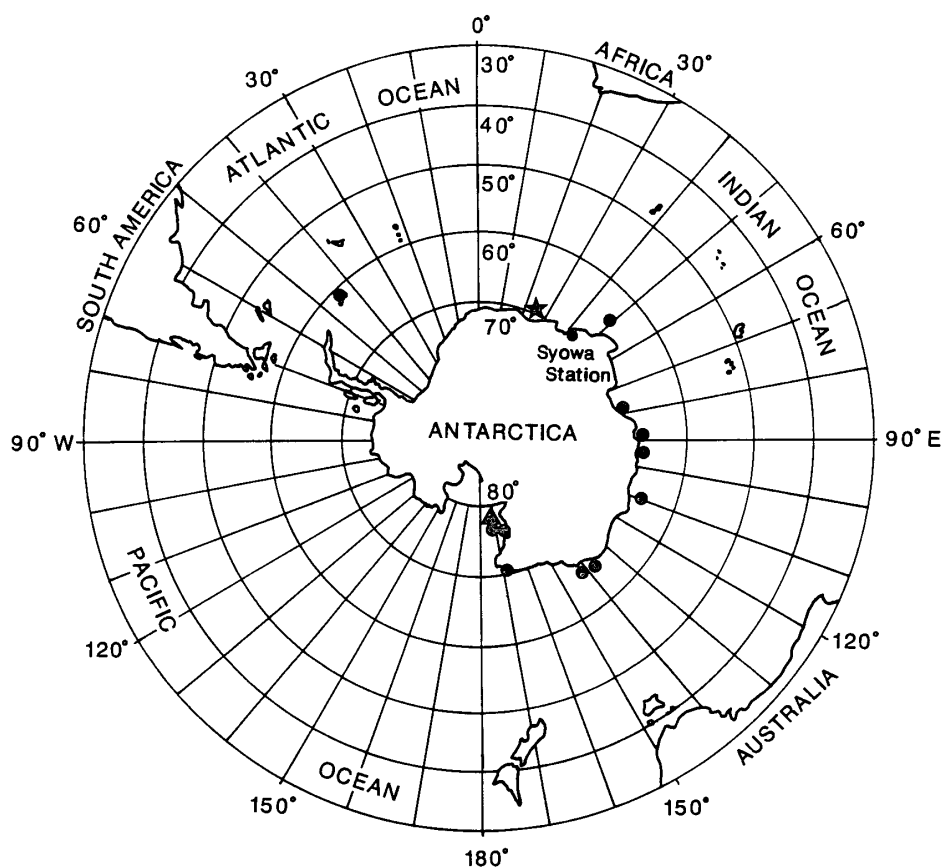 0°
30°
AFRICA
30°
30°
OCEAN
40°
ATLANTIC
50°
INDIAN
SOUTH AMERICA
60°
60°
60°
OCEAN
70°
Syowa
Station
90° W
ANTARCTICA
90° E
80°
PACIFIC
120°
120°
AUSTRALIA
OCEAN
150°
150°
180°